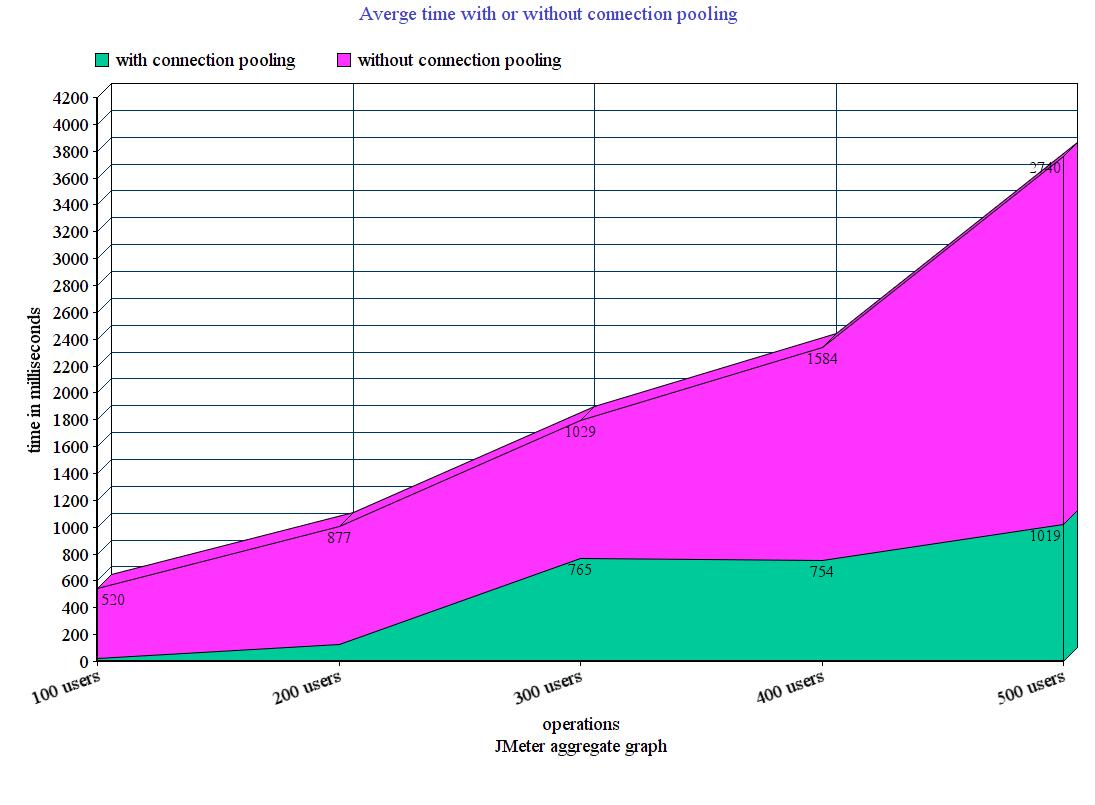 Averge time with or without connection pooling
with connection pooling
without connection pooling
4200
4000
3800
3600
3400
3200
3000
2800
2600
2400
2200
2000
1800
1600
1400
1200
1000
800
600
400
200
0
time in milliseconds
520
877
1029
1584
2740
765
754
1019
100 users
200 users
300 users
400 users
500 users
operations
JMeter aggregate graph